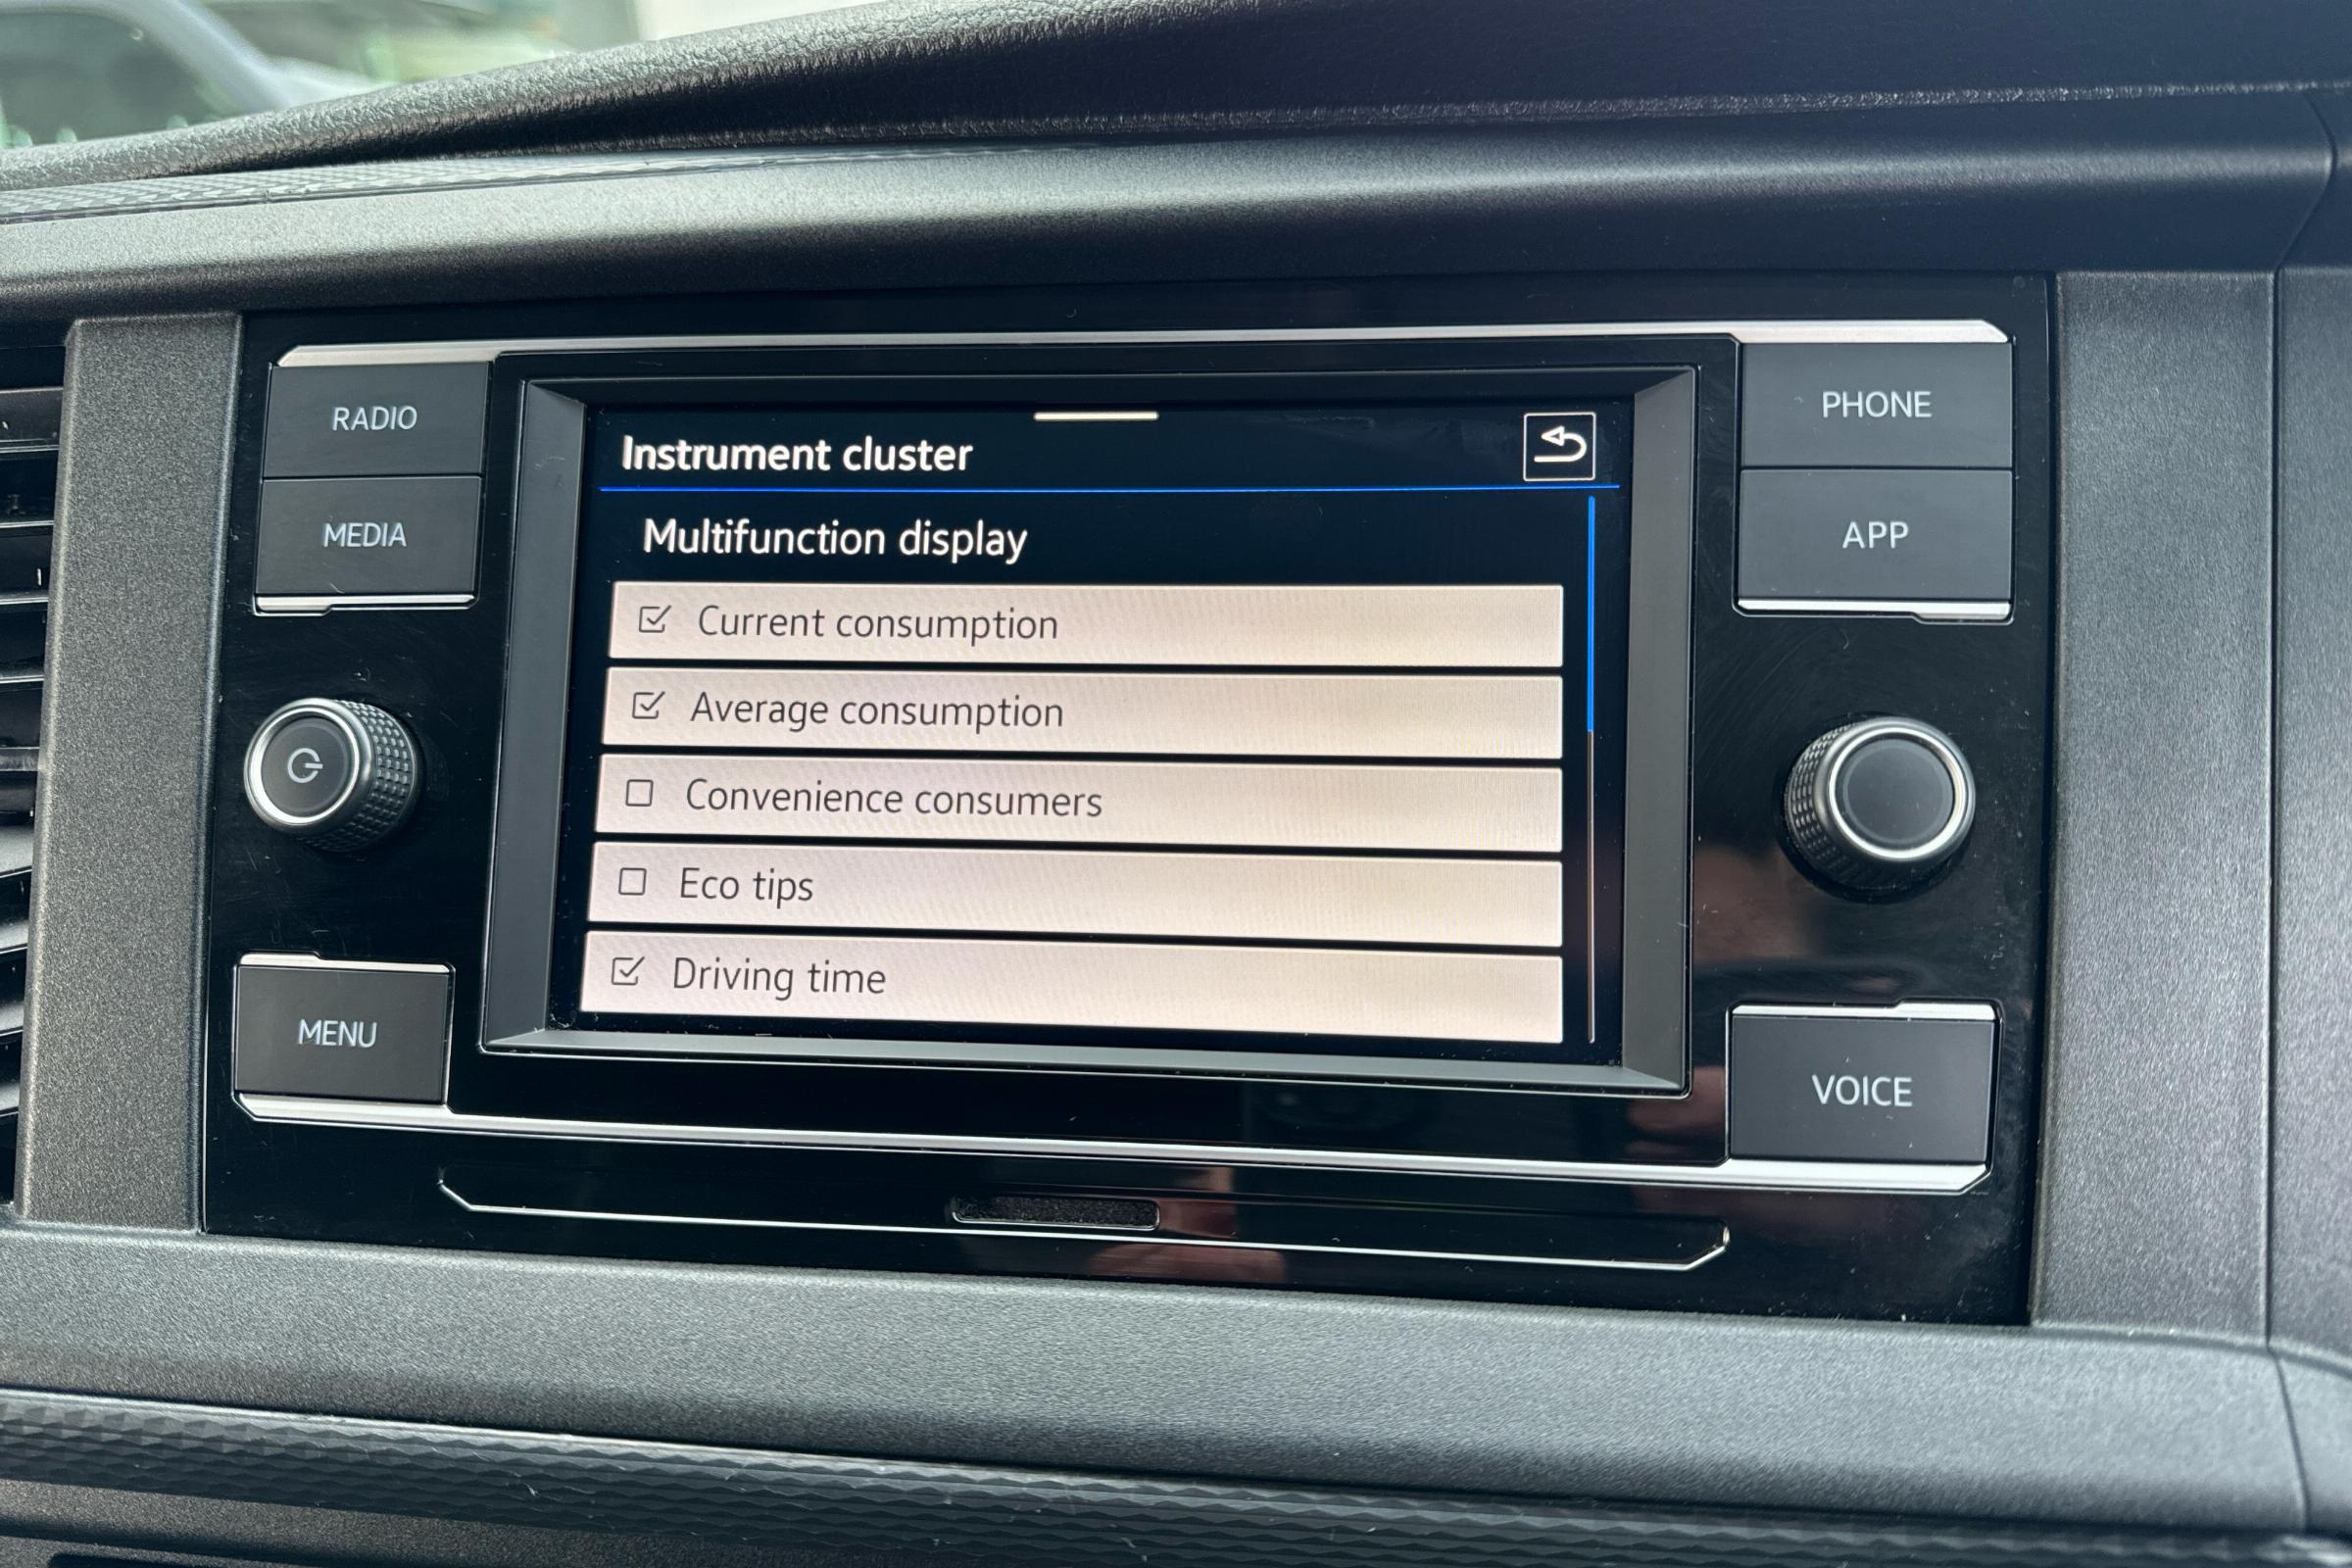 RADIO
MEDIA
MENU
Instrument cluster
Multifunction display
Current consumption
Average consumption
Convenience consumers
Eco tips
Driving time
PHONE
APP
VOICE